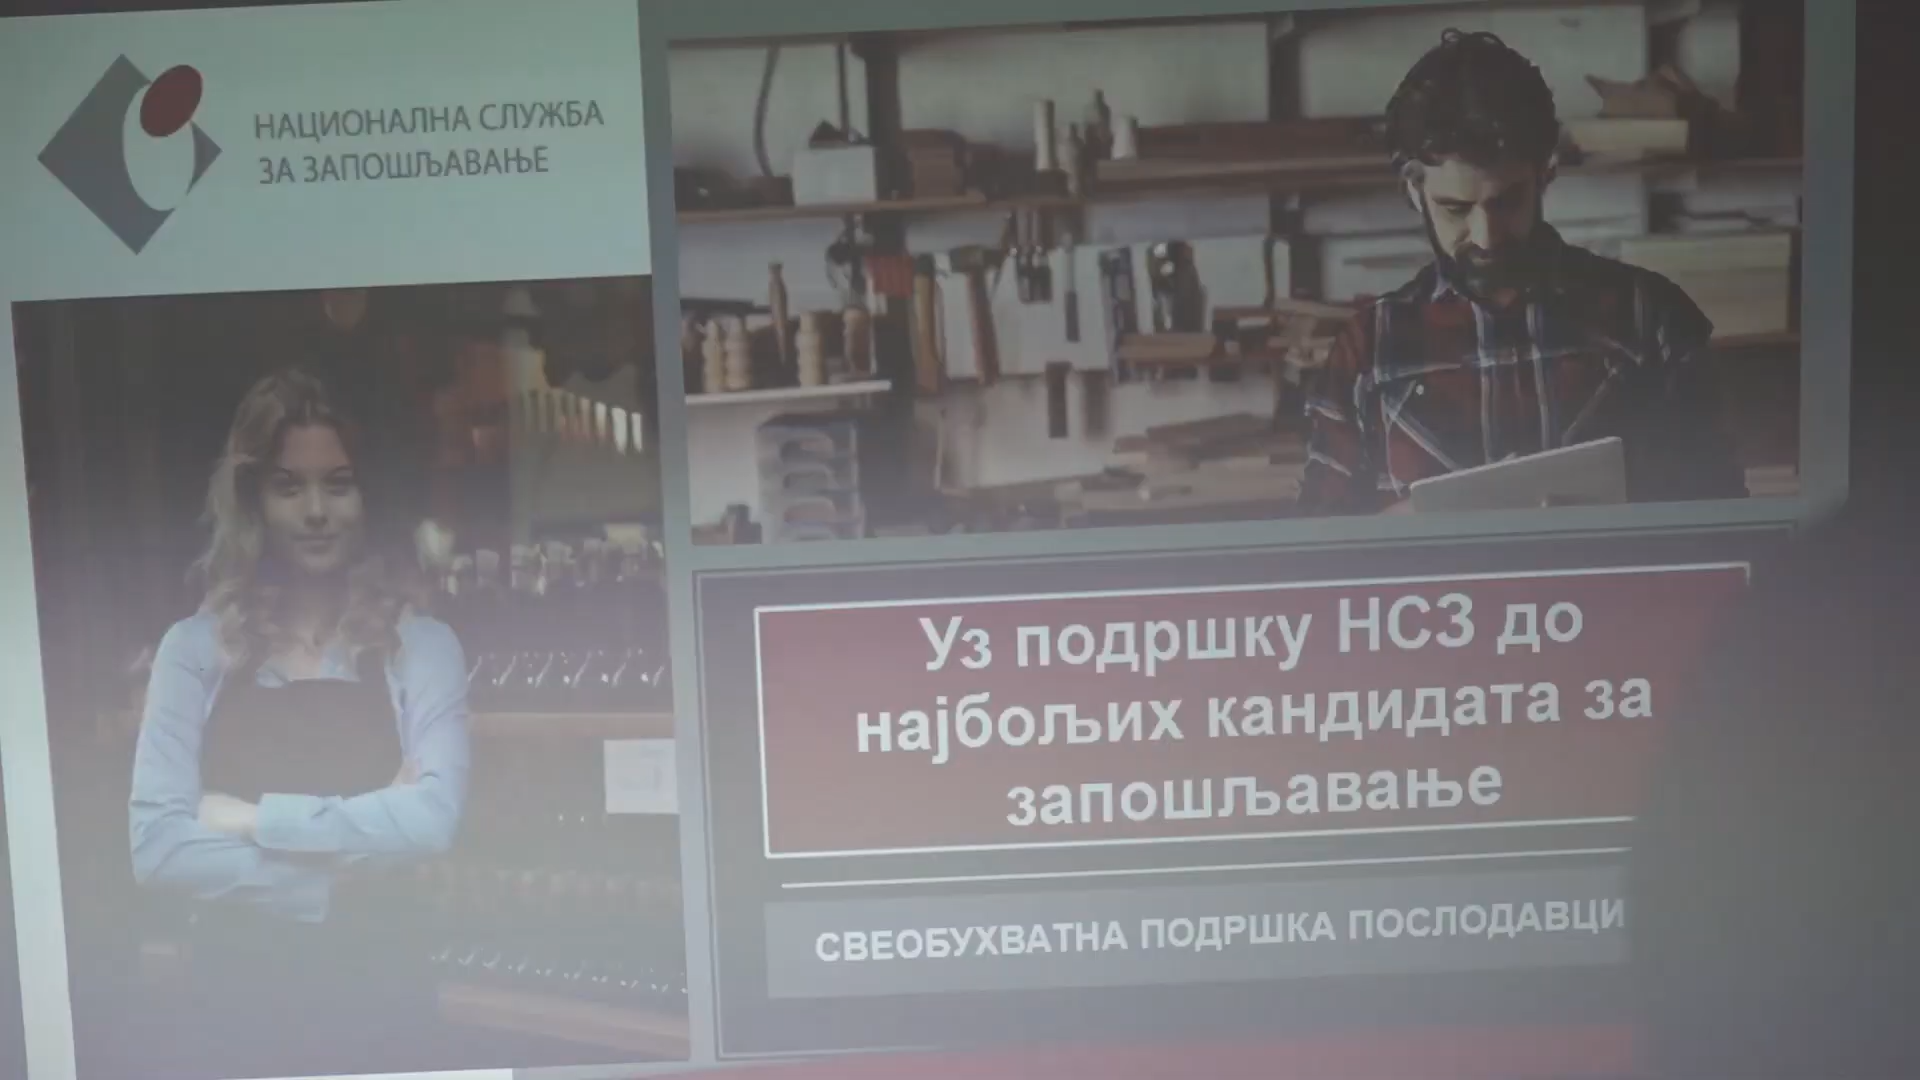 НАЦИОНАЛНА СЛУЖБА
ЗА ЗАПОШЉАВАЊЕ
Уз подршку НСЗ до
најбољих кандидата за
запошљавање
СВЕОБУХВАТНА ПОДРШКА ПОСЛОДАВЦИ